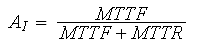 A_I = MTTF / (MTTF + MTTR)